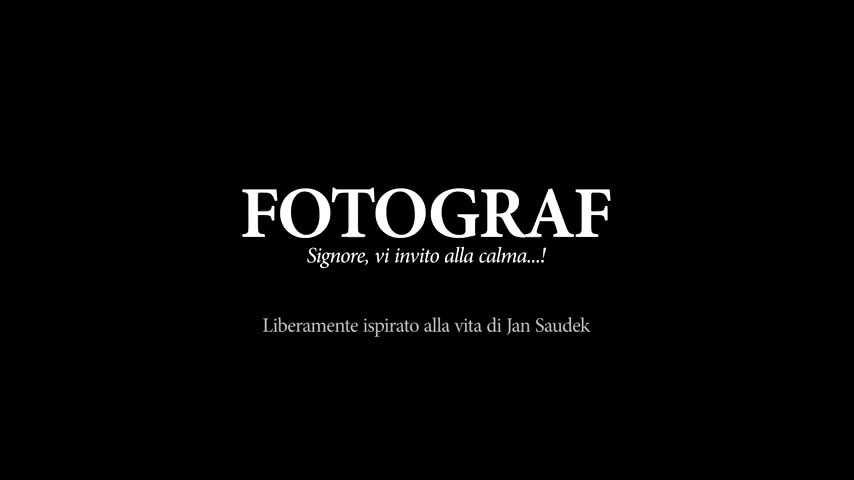 FOTOGRAF
Signore, vi invito alla calma...!
Liberamente ispirato alla vita di Jan Saudek